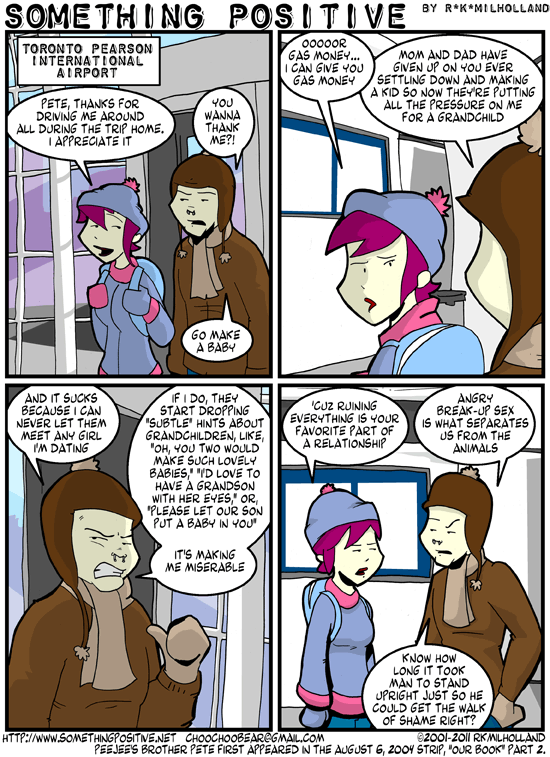 SOMETHING POSITIVE BY R*K*MILHOLLAND
TORONTO PEARSON
INTERNATIONAL
AIRPORT
PETE, THANKS FOR
DRIVING ME AROUND
ALL DURING THE TRIP HOME.
I APPRECIATE IT
YOU
WANNA
THANK
ME?!
GO MAKE
A BABY
OOOOOR
GAS MONEY...
I CAN GIVE YOU
GAS MONEY
MOM AND DAD HAVE
GIVEN UP ON YOU EVER
SETTLING DOWN AND MAKING
A KID SO NOW THEY'RE PUTTING
ALL THE PRESSURE ON ME
FOR A GRANDCHILD
AND IT SUCKS
BECAUSE I CAN
NEVER LET THEM
MEET ANY GIRL
I'M DATING
IF I DO, THEY
START DROPPING
"SUBTLE" HINTS ABOUT
GRANDCHILDREN, LIKE,
"OH, YOU TWO WOULD
MAKE SUCH LOVELY
BABIES," "I'D LOVE TO
HAVE A GRANDSON
WITH HER EYES," OR,
"PLEASE LET OUR SON
PUT A BABY IN YOU"
IT'S MAKING
ME MISERABLE
'CUZ RUINING
EVERYTHING IS YOUR
FAVORITE PART OF
A RELATIONSHIP
ANGRY
BREAK-UP SEX
IS WHAT SEPARATES
US FROM THE
ANIMALS
KNOW HOW
LONG IT TOOK
MAN TO STAND
UPRIGHT JUST SO HE
COULD GET THE WALK
OF SHAME RIGHT?
HTTP://WWW.SOMETHINGPOSITIVE.NET CHOOCHOOBEAR@GMAIL.COM ©2001-2011 RKMILHOLLAND
PEEJEE'S BROTHER PETE FIRST APPEARED IN THE AUGUST 6, 2004 STRIP, "OUR BOOK" PART 2.